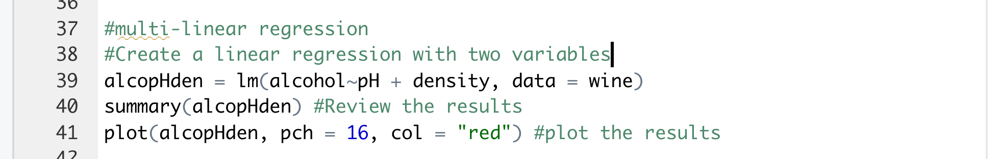 36
37 #multi-linear regression
38 #Create a linear regression with two variables
39 alcopHden = lm(alcohol~pH + density, data = wine)
40 summary(alcopHden) #Review the results
41 plot(alcopHden, pch = 16, col = "red") #plot the results
42